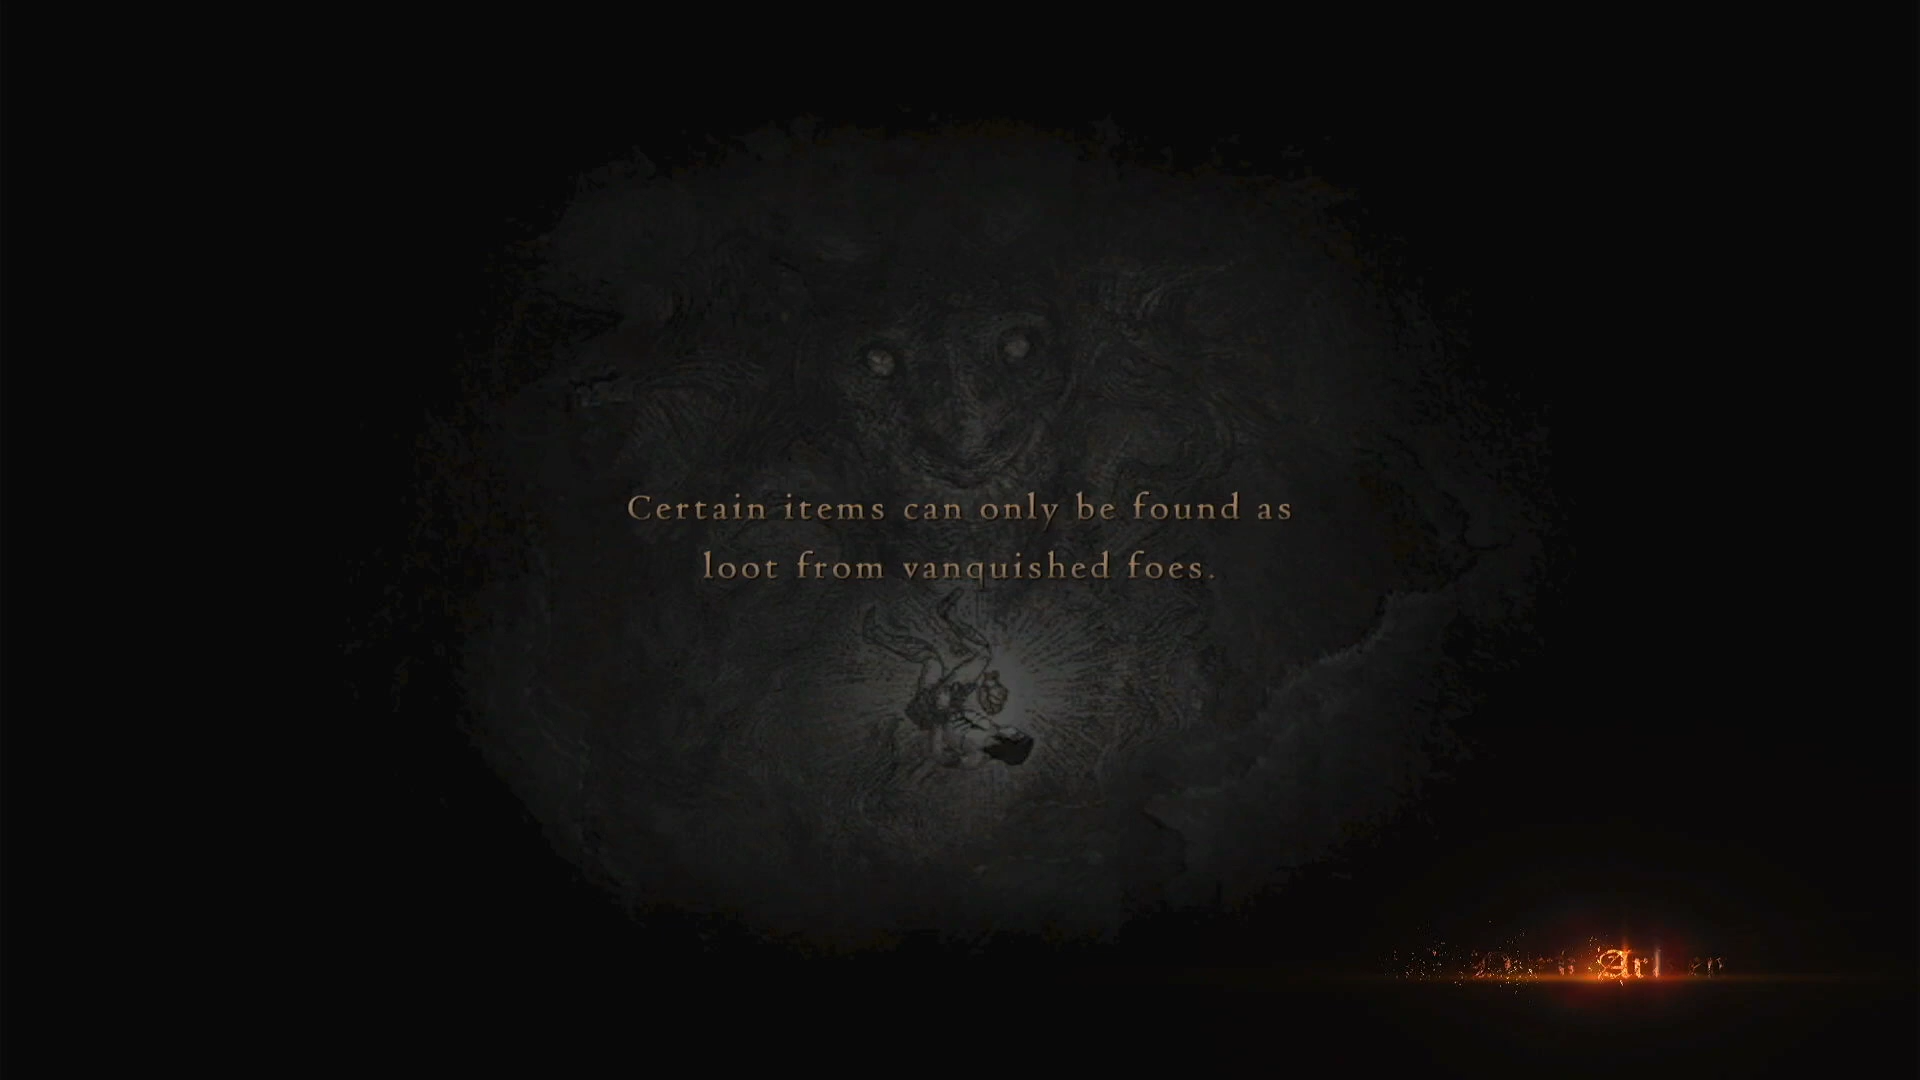 Certain items can only be found as
loot from vanquished foes.